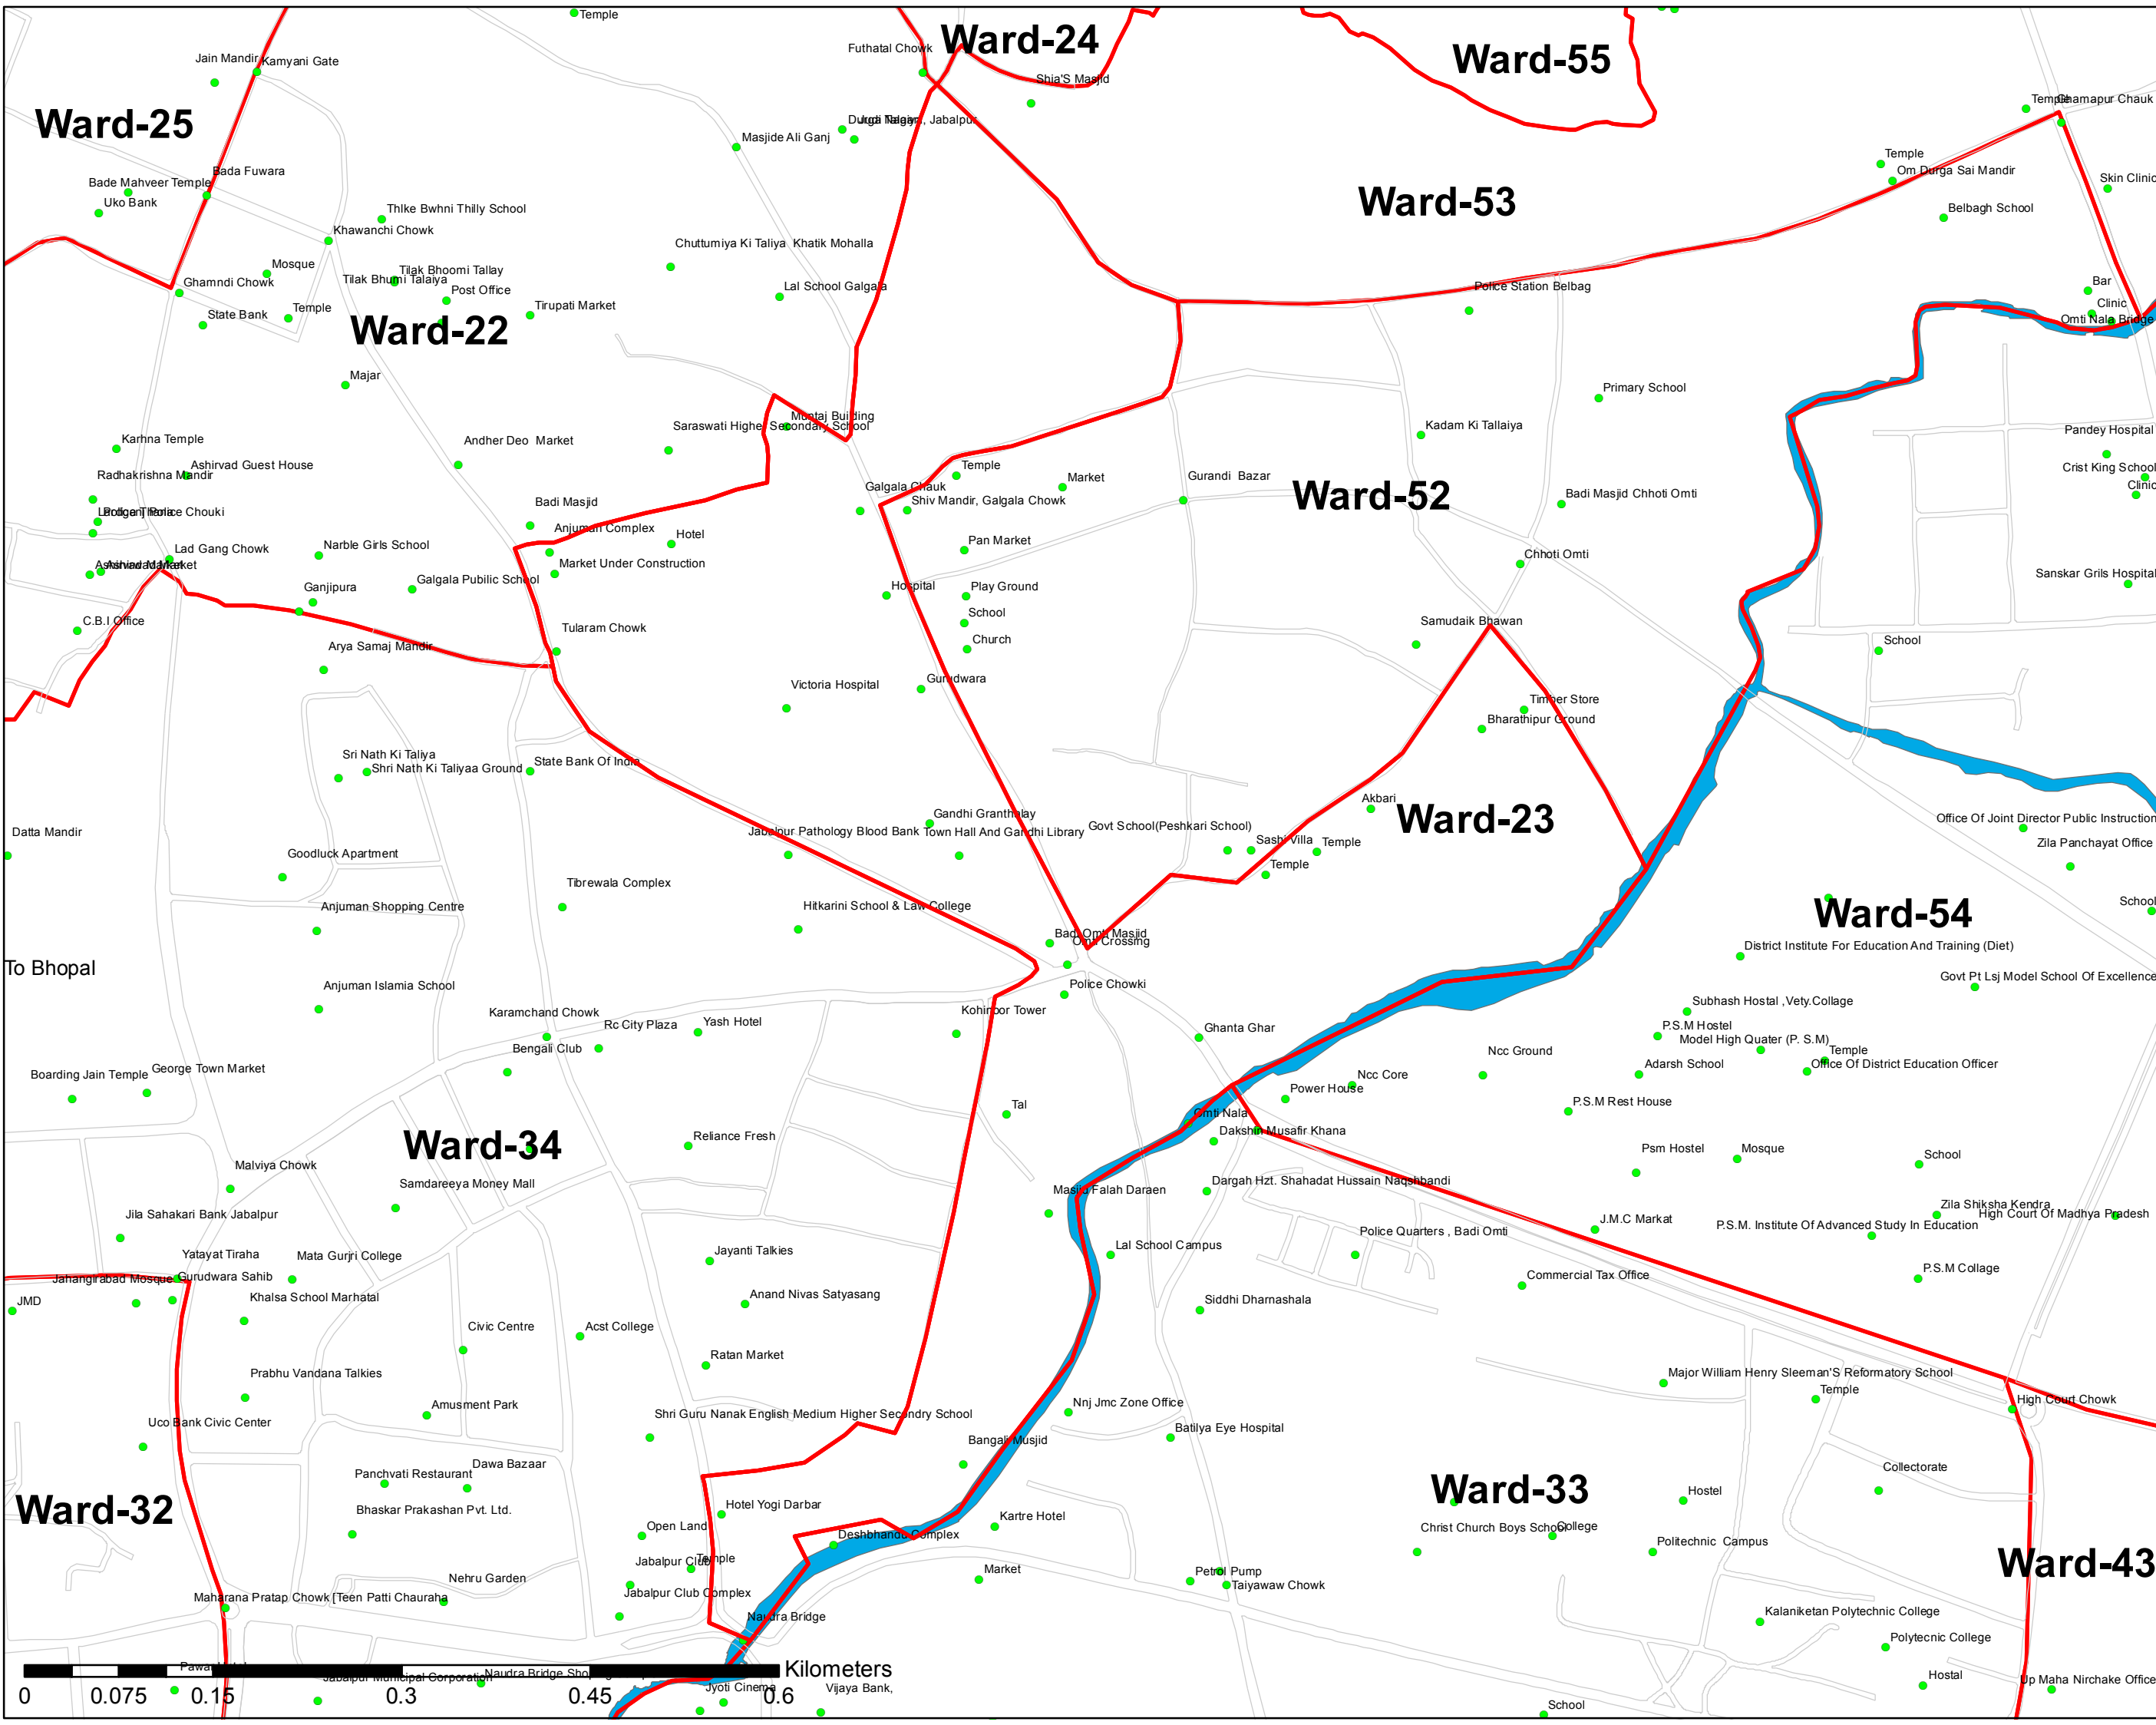 Temple
Ward-24
Futhatal Chowk
Ward-55
Jain Mandir
Kamyani Gate
Shia'S Masjid
Ward-25
Temple
Ghamapur Chauk
Masjide Ali Ganj
Temple
Om Durga Sai Mandir
Skin Clinic
Bada Fuwara
Bade Mahveer Temple
Uko Bank
Ward-53
Thlke Bwhni Thilly School
Belbagh School
Khawanchi Chowk
Chuttumiya Ki Taliya Khatik Mohalla
Mosque
Tilak Bhoomi Tallay
Tilak Bhumi Talaiya
Ghamndi Chowk
Post Office
Lal School Galgala
Police Station Belbag
Bar
Clinic
Omti Nala Bridge
State Bank
Temple
Tirupati Market
Ward-22
Majar
Primary School
Muntaj Building
Saraswati Higher Secondary School
Kadam Ki Tallaiya
Pandey Hospital
Karhna Temple
Andher Deo Market
Ashirvad Guest House
Radhakrishna Mandir
Temple
Market
Gurandi Bazar
Crist King School
Clinic
Galgala Chauk
Shiv Mandir, Galgala Chowk
Ward-52
Badi Masjid Chhoti Omti
Badi Masjid
Anjuman Complex
Hotel
Pan Market
Lad Gang Chowk
Narble Girls School
Market Under Construction
Chhoti Omti
Sanskar Grils Hospital
Ganjipura
Galgala Pubilic School
Hospital
Play Ground
School
C.B.I Office
Tularam Chowk
Church
Samudaik Bhawan
School
Arya Samaj Mandir
Victoria Hospital
Gurudwara
Timber Store
Bharathipur Ground
Sri Nath Ki Taliya
Shri Nath Ki Taliyaa Ground
State Bank Of India
Akbari
Ward-23
Gandhi Granthalay
Jabalpur Pathology Blood Bank
Town Hall And Gandhi Library
Govt School(Peshkari School)
Sashi Villa
Temple
Temple
Office Of Joint Director Public Instruction
Zila Panchayat Office
Datta Mandir
Goodluck Apartment
Tibrewala Complex
Anjuman Shopping Centre
Hitkarini School & Law College
School
Ward-54
Badi Omti Masjid
Omti Crossing
District Institute For Education And Training (Diet)
To Bhopal
Govt Pt Lsj Model School Of Excellence
Anjuman Islamia School
Police Chowki
Subhash Hostal ,Vety.Collage
Karamchand Chowk
Rc City Plaza
Yash Hotel
Kohinoor Tower
Ghanta Ghar
P.S.M Hostel
Model High Quater (P. S.M)
Bengali Club
Ncc Ground
Temple
Adarsh School
Office Of District Education Officer
Boarding Jain Temple
George Town Market
Ncc Core
Power House
Tal
Omti Nala
P.S.M Rest House
Dakshin Musafir Khana
Ward-34
Reliance Fresh
Psm Hostel
Mosque
School
Malviya Chowk
Samdareeya Money Mall
Masjid Falah Daraen
Dargah Hzt. Shahadat Hussain Naqshbandi
Zila Shiksha Kendra
High Court Of Madhya Pradesh
Jila Sahakari Bank Jabalpur
J.M.C Markat
P.S.M. Institute Of Advanced Study In Education
Police Quarters , Badi Omti
Yatayat Tiraha
Mata Gurjri College
Jayanti Talkies
Lal School Campus
Jahangirabad Mosque
Gurudwara Sahib
Commercial Tax Office
P.S.M Collage
JMD
Khalsa School Marhatal
Anand Nivas Satyasang
Siddhi Dharnashala
Civic Centre
Acst College
Ratan Market
Prabhu Vandana Talkies
Major William Henry Sleeman'S Reformatory School
Temple
Amusment Park
Nnj Jmc Zone Office
High Court Chowk
Uco Bank Civic Center
Shri Guru Nanak English Medium Higher Secondry School
Batilya Eye Hospital
Bangali Musjid
Dawa Bazaar
Panchvati Restaurant
Collectorate
Ward-33
Hostel
Ward-32
Bhaskar Prakashan Pvt. Ltd.
Hotel Yogi Darbar
Open Land
Kartre Hotel
Christ Church Boys School
College
Deshbhandu Complex
Politechnic Campus
Jabalpur Club
Temple
Ward-43
Nehru Garden
Market
Petrol Pump
Taiyawaw Chowk
Maharana Pratap Chowk [Teen Patti Chauraha
Jabalpur Club Complex
Naudra Bridge
Kalaniketan Polytechnic College
Polytecnic College
Kilometers
Hostal
Up Maha Nirchake Office
Jabalpur Municipal Corporation
0 0.075 0.15 0.3 0.45 0.6
Jyoti Cinema
Vijaya Bank,
School